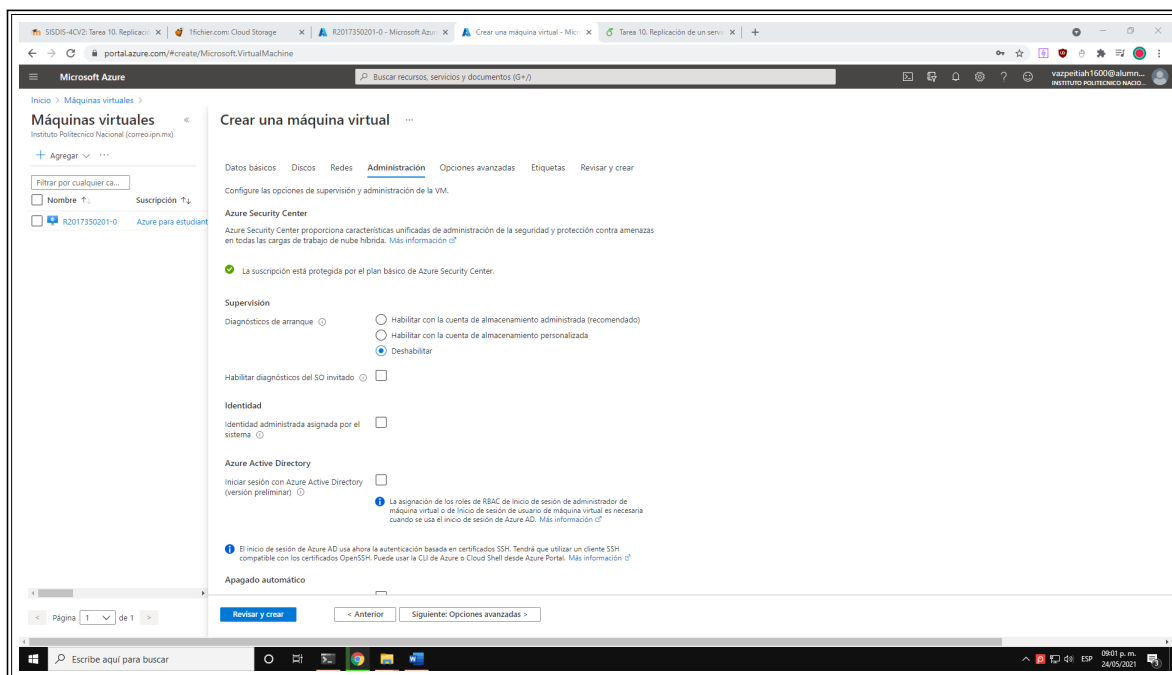 SISDIS-4CV2: Tarea 10. Replicació
1fichier.com: Cloud Storage
R2017350201-0 - Microsoft Azure
Crear una máquina virtual - Micr
Tarea 10. Replicación de un servi
portal.azure.com/#create/Microsoft.VirtualMachine
Microsoft Azure
Buscar recursos, servicios y documentos (G+/)
vazpeitiah1600@alumn...
INSTITUTO POLITECNICO NACIO...
Inicio > Máquinas virtuales >
Máquinas virtuales «
Instituto Politecnico Nacional (correo.ipn.mx)
+ Agregar ···
Filtrar por cualquier ca...
Nombre ↑↓ Suscripción ↑↓
R2017350201-0 Azure para estudiant
Crear una máquina virtual ···
Datos básicos Discos Redes Administración Opciones avanzadas Etiquetas Revisar y crear
Configure las opciones de supervisión y administración de la VM.
Azure Security Center
Azure Security Center proporciona características unificadas de administración de la seguridad y protección contra amenazas
en todas las cargas de trabajo de nube híbrida. Más información
La suscripción está protegida por el plan básico de Azure Security Center.
Supervisión
Diagnósticos de arranque
Habilitar con la cuenta de almacenamiento administrada (recomendado)
Habilitar con la cuenta de almacenamiento personalizada
Deshabilitar
Habilitar diagnósticos del SO invitado
Identidad
Identidad administrada asignada por el
sistema
Azure Active Directory
Iniciar sesión con Azure Active Directory
(versión preliminar)
La asignación de los roles de RBAC de Inicio de sesión de administrador de
máquina virtual o de Inicio de sesión de usuario de máquina virtual es necesaria
cuando se usa el inicio de sesión de Azure AD. Más información
El inicio de sesión de Azure AD usa ahora la autenticación basada en certificados SSH. Tendrá que utilizar un cliente SSH
compatible con los certificados OpenSSH. Puede usar la CLI de Azure o Cloud Shell desde Azure Portal. Más información
Apagado automático
< Página 1 de 1 >
Revisar y crear
< Anterior
Siguiente: Opciones avanzadas >
Escribe aquí para buscar
ESP
09:01 p. m.
24/05/2021